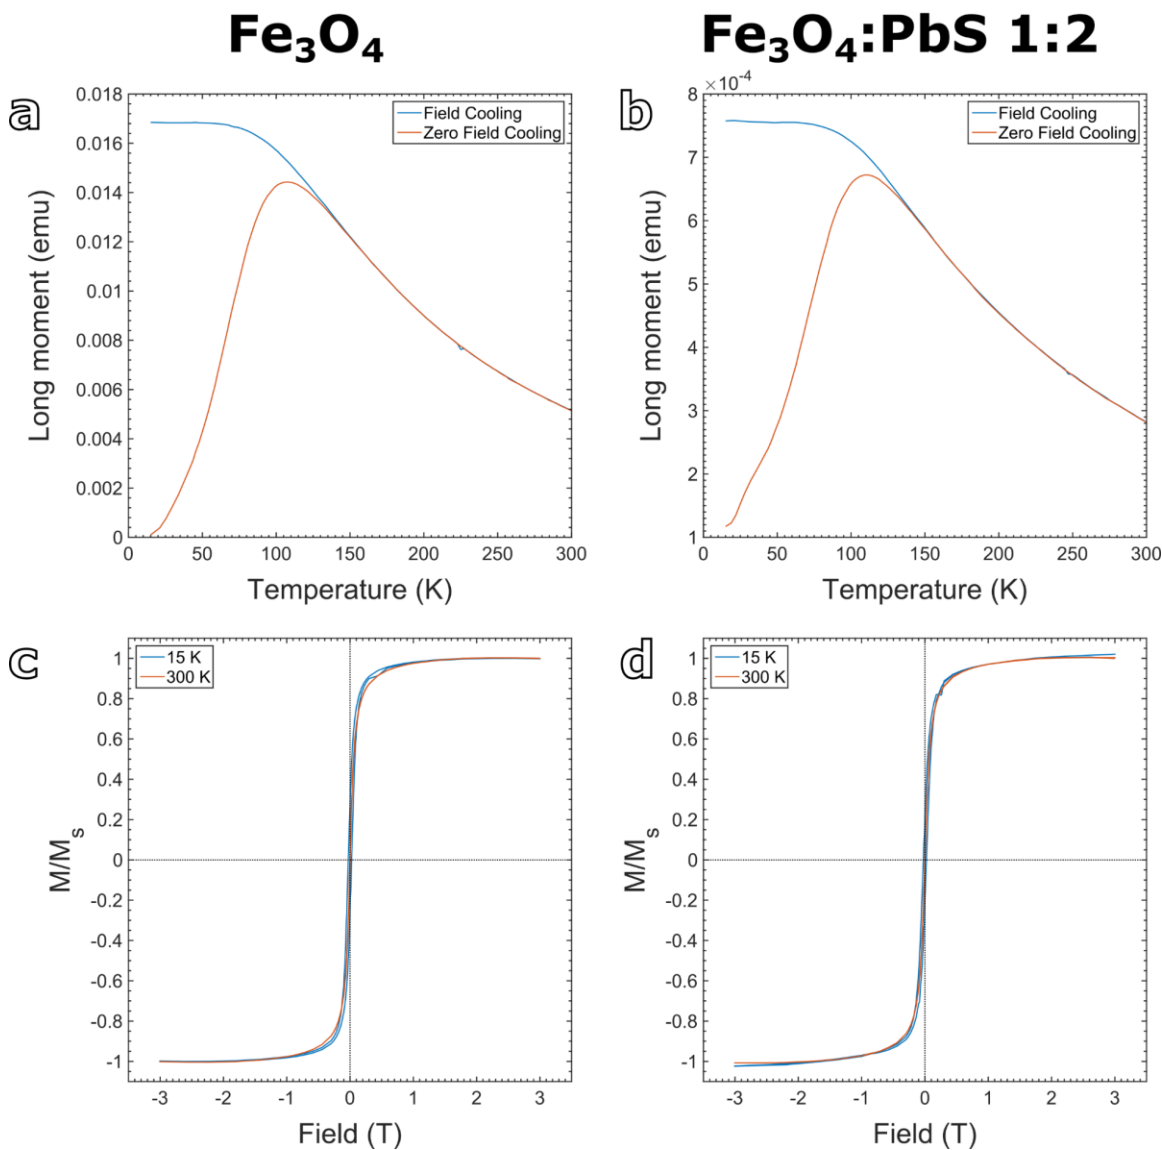 Fe₃O₄
Fe₃O₄:PbS 1:2
a
0.018
0.016
0.014
0.012
0.01
0.008
0.006
0.004
0.002
0
Long moment (emu)
Field Cooling
Zero Field Cooling
0 50 100 150 200 250 300
Temperature (K)
b
×10⁻⁴
8
7
6
5
4
3
2
1
Long moment (emu)
Field Cooling
Zero Field Cooling
0 50 100 150 200 250 300
Temperature (K)
c
1
0.8
0.6
0.4
0.2
0
-0.2
-0.4
-0.6
-0.8
-1
M/Mₛ
15 K
300 K
-3 -2 -1 0 1 2 3
Field (T)
d
1
0.8
0.6
0.4
0.2
0
-0.2
-0.4
-0.6
-0.8
-1
M/Mₛ
15 K
300 K
-3 -2 -1 0 1 2 3
Field (T)